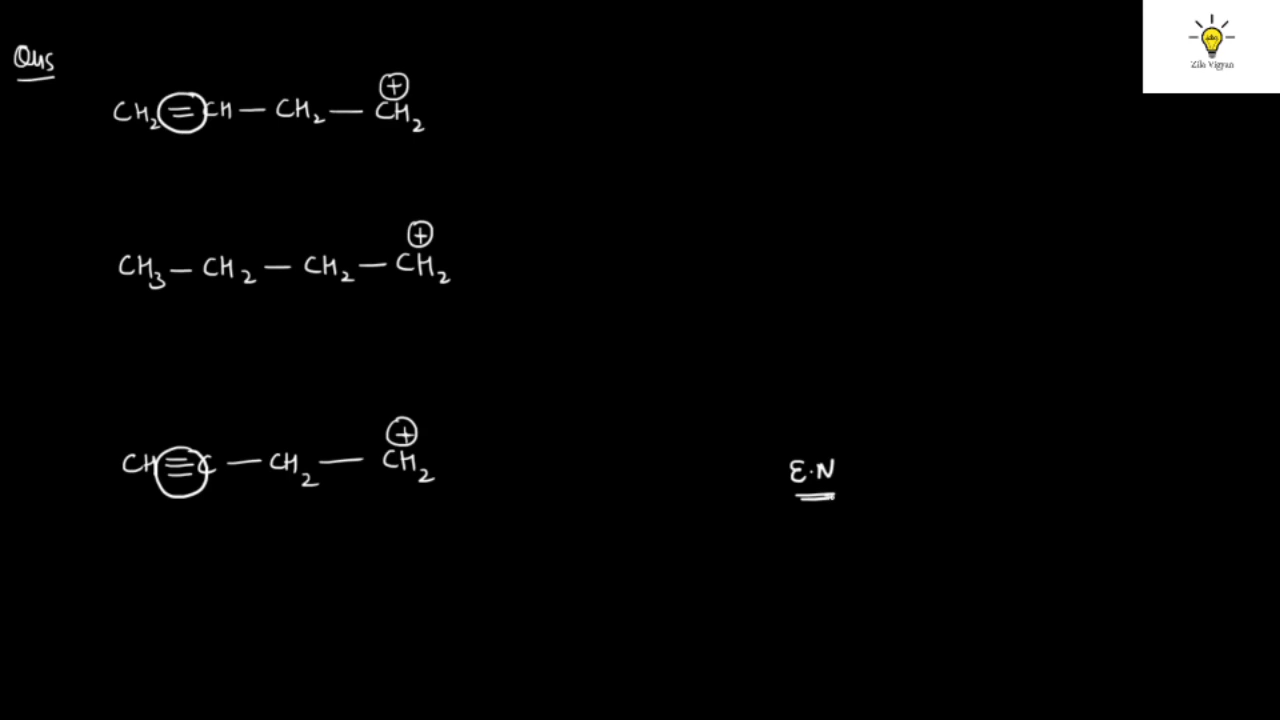 Qus
CH₂=CH—CH₂—CH₂⊕
CH₃—CH₂—CH₂—CH₂⊕
CH≡C—CH₂—CH₂⊕
E.N
Zila Vigyan